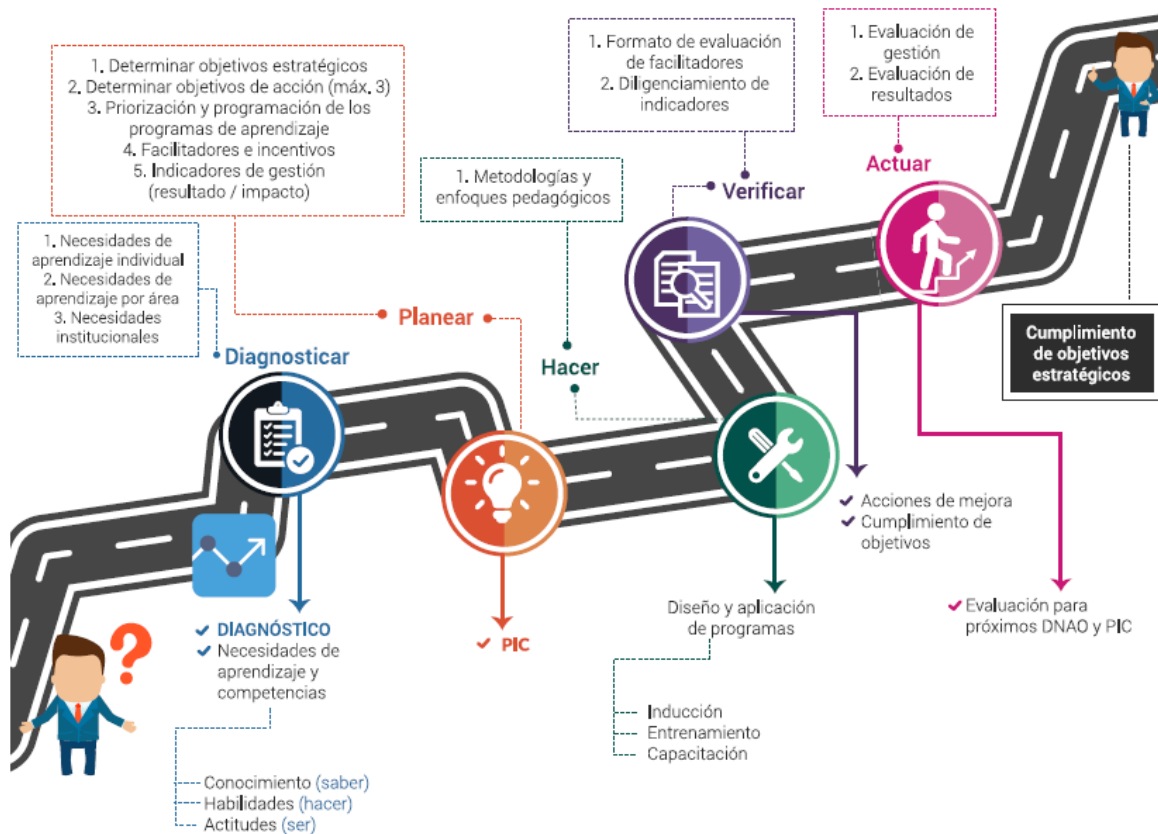 1. Necesidades de
aprendizaje individual
2. Necesidades de
aprendizaje por área
3. Necesidades
institucionales
Diagnosticar
✓ DIAGNÓSTICO
✓ Necesidades de
aprendizaje y
competencias
Conocimiento (saber)
Habilidades (hacer)
Actitudes (ser)
1. Determinar objetivos estratégicos
2. Determinar objetivos de acción (máx. 3)
3. Priorización y programación de los
programas de aprendizaje
4. Facilitadores e incentivos
5. Indicadores de gestión
(resultado / impacto)
Planear
✓ PIC
1. Metodologías y
enfoques pedagógicos
Hacer
Diseño y aplicación
de programas
Inducción
Entrenamiento
Capacitación
1. Formato de evaluación
de facilitadores
2. Diligenciamiento de
indicadores
Verificar
✓ Acciones de mejora
✓ Cumplimiento de
objetivos
1. Evaluación de
gestión
2. Evaluación de
resultados
Actuar
✓ Evaluación para
próximos DNAO y PIC
Cumplimiento
de objetivos
estratégicos
?